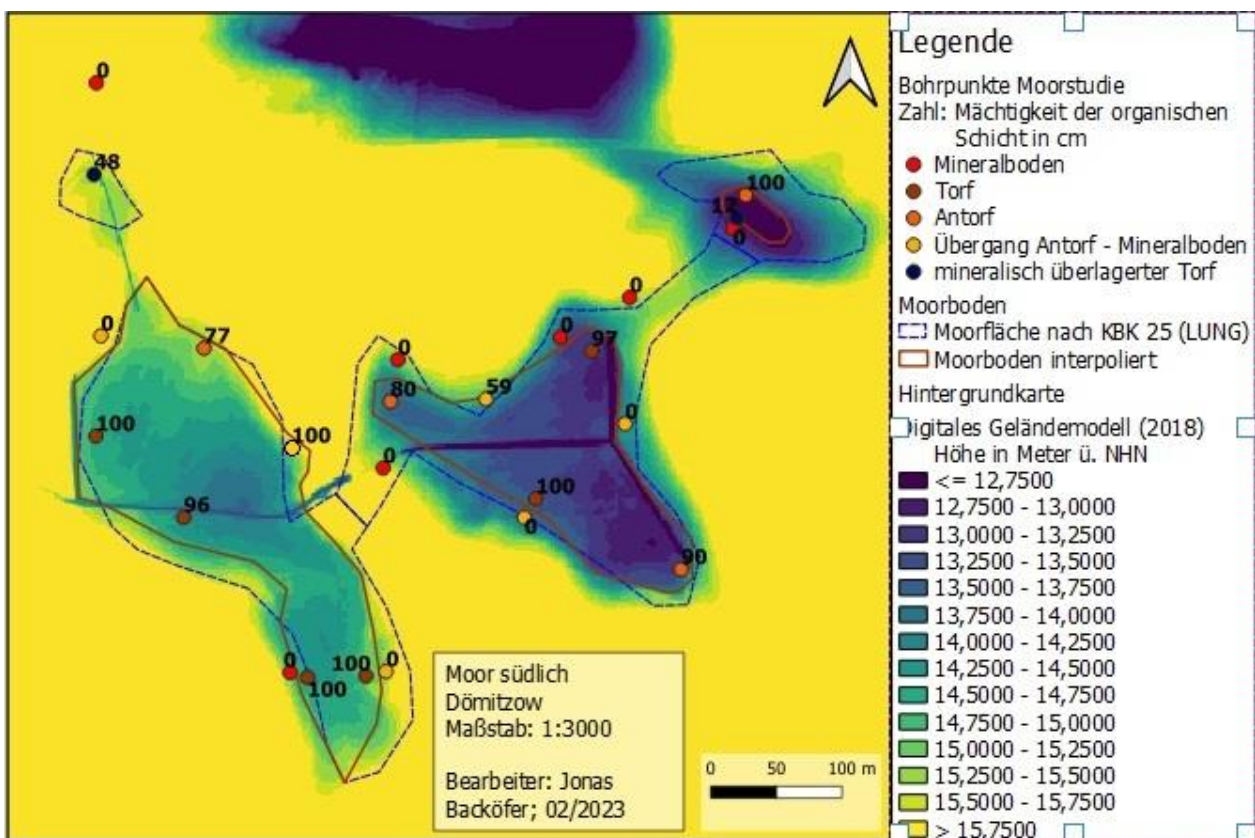 0
48
0
77
100
100
96
0
100
100
0
0
80
0
59
0
97
0
0
100
0
90
100
12
0
Moor südlich
Dömitzow
Maßstab: 1:3000
Bearbeiter: Jonas
Backöfer; 02/2023
0 50 100 m
Legende
Bohrpunkte Moorstudie
Zahl: Mächtigkeit der organischen
Schicht in cm
Mineralboden
Torf
Antorf
Übergang Antorf - Mineralboden
mineralisch überlagerter Torf
Moorboden
Moorfläche nach KBK 25 (LUNG)
Moorboden interpoliert
Hintergrundkarte
Digitales Geländemodell (2018)
Höhe in Meter ü. NHN
<= 12,7500
12,7500 - 13,0000
13,0000 - 13,2500
13,2500 - 13,5000
13,5000 - 13,7500
13,7500 - 14,0000
14,0000 - 14,2500
14,2500 - 14,5000
14,5000 - 14,7500
14,7500 - 15,0000
15,0000 - 15,2500
15,2500 - 15,5000
15,5000 - 15,7500
> 15,7500